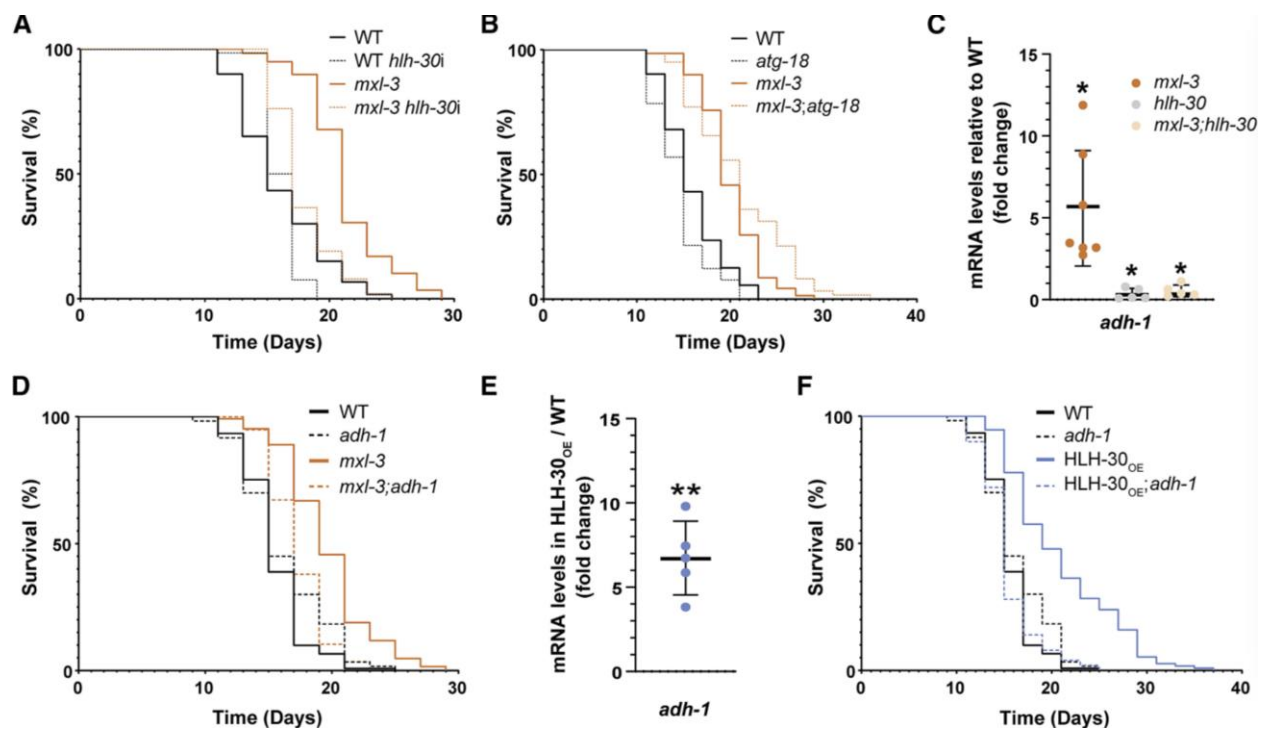 A
Survival (%)
100
50
0
0 10 20 30
Time (Days)
WT
WT hlh-30i
mxl-3
mxl-3 hlh-30i
B
Survival (%)
100
50
0
0 10 20 30 40
Time (Days)
WT
atg-18
mxl-3
mxl-3;atg-18
C
mRNA levels relative to WT
(fold change)
15
10
5
0
* * *
adh-1
mxl-3
hlh-30
mxl-3;hlh-30
D
Survival (%)
100
50
0
0 10 20 30
Time (Days)
WT
adh-1
mxl-3
mxl-3;adh-1
E
mRNA levels in HLH-30OE / WT
(fold change)
15
10
5
0
**
adh-1
F
Survival (%)
100
50
0
0 10 20 30 40
Time (Days)
WT
adh-1
HLH-30OE
HLH-30OE;adh-1